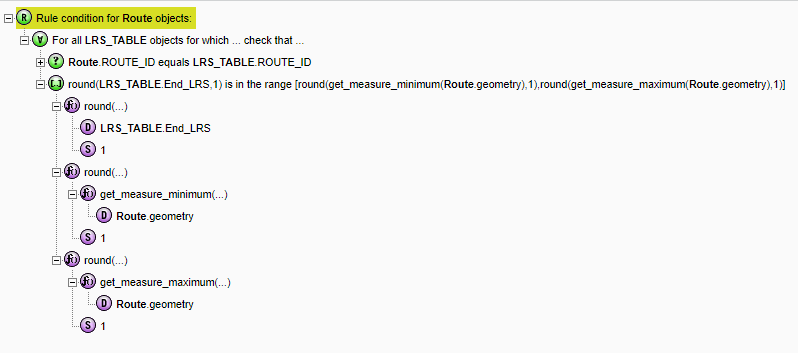 R Rule condition for Route objects:
∀ For all LRS_TABLE objects for which ... check that ...
? Route.ROUTE_ID equals LRS_TABLE.ROUTE_ID
[..] round(LRS_TABLE.End_LRS,1) is in the range [round(get_measure_minimum(Route.geometry),1),round(get_measure_maximum(Route.geometry),1)]
f() round(...)
D LRS_TABLE.End_LRS
S 1
f() round(...)
f() get_measure_minimum(...)
D Route.geometry
S 1
f() round(...)
f() get_measure_maximum(...)
D Route.geometry
S 1